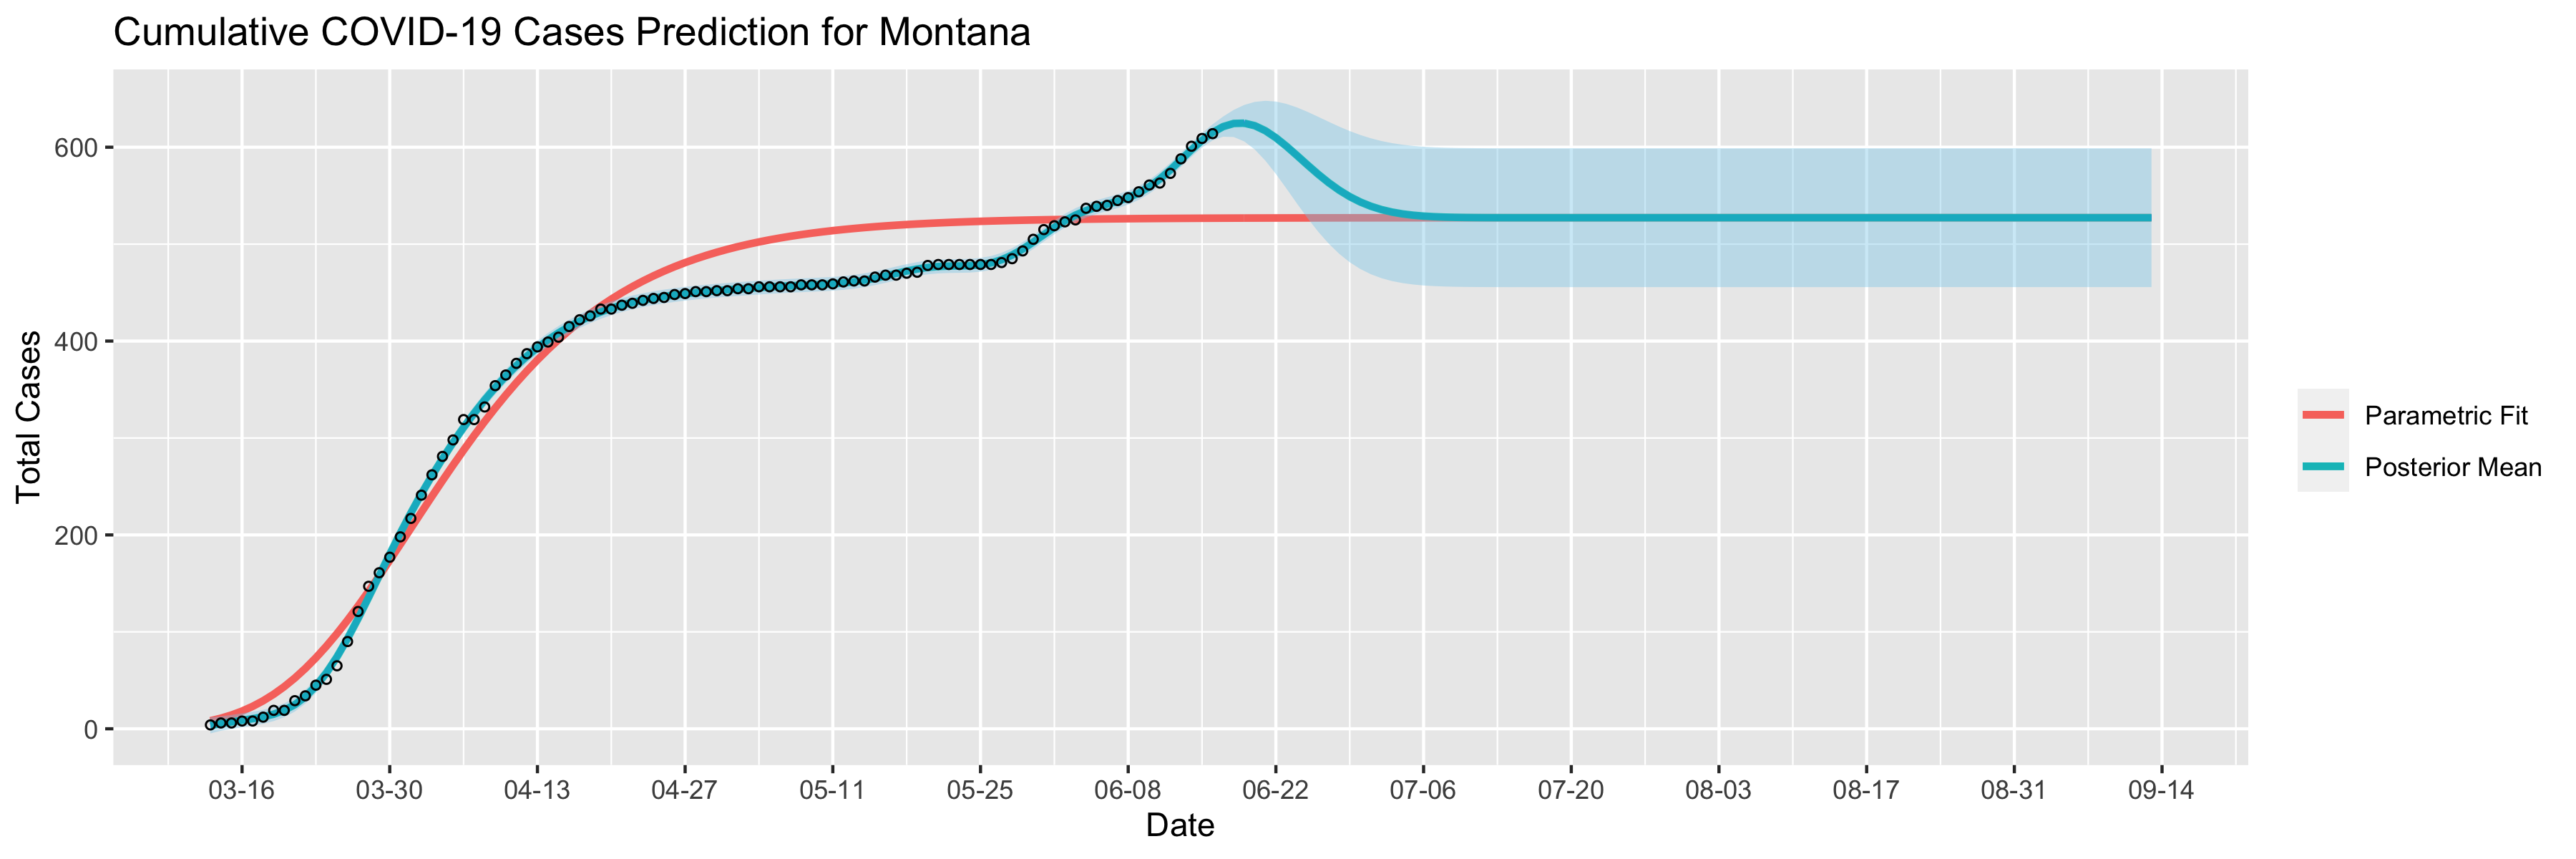 Cumulative COVID-19 Cases Prediction for Montana
Total Cases
600
400
200
0
03-16 03-30 04-13 04-27 05-11 05-25 06-08 06-22 07-06 07-20 08-03 08-17 08-31 09-14
Date
Parametric Fit
Posterior Mean